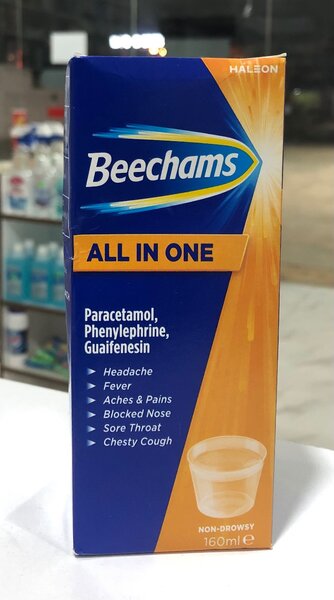 HALEON
Beechams
ALL IN ONE
Paracetamol,
Phenylephrine,
Guaifenesin
Headache
Fever
Aches & Pains
Blocked Nose
Sore Throat
Chesty Cough
NON-DROWSY
160ml e